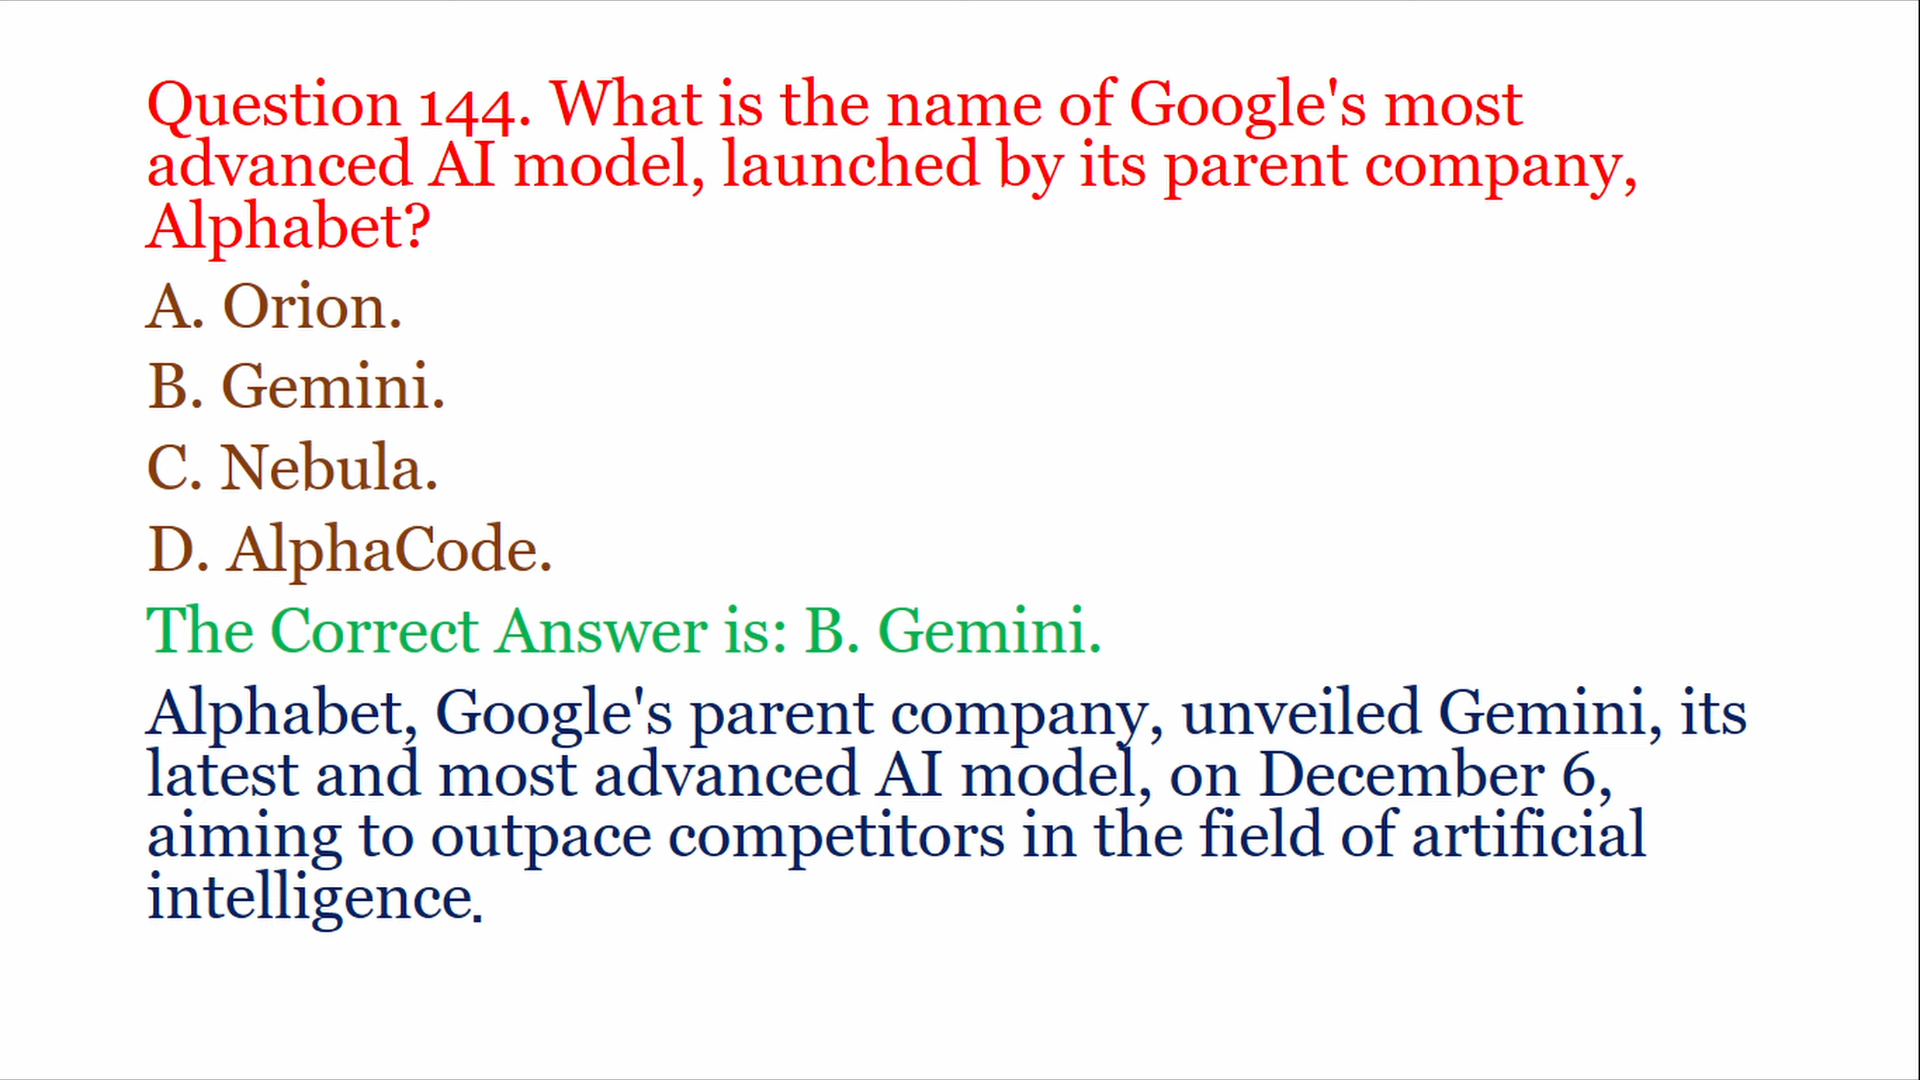 Question 144. What is the name of Google's most
advanced AI model, launched by its parent company,
Alphabet?
A. Orion.
B. Gemini.
C. Nebula.
D. AlphaCode.
The Correct Answer is: B. Gemini.
Alphabet, Google's parent company, unveiled Gemini, its
latest and most advanced AI model, on December 6,
aiming to outpace competitors in the field of artificial
intelligence.